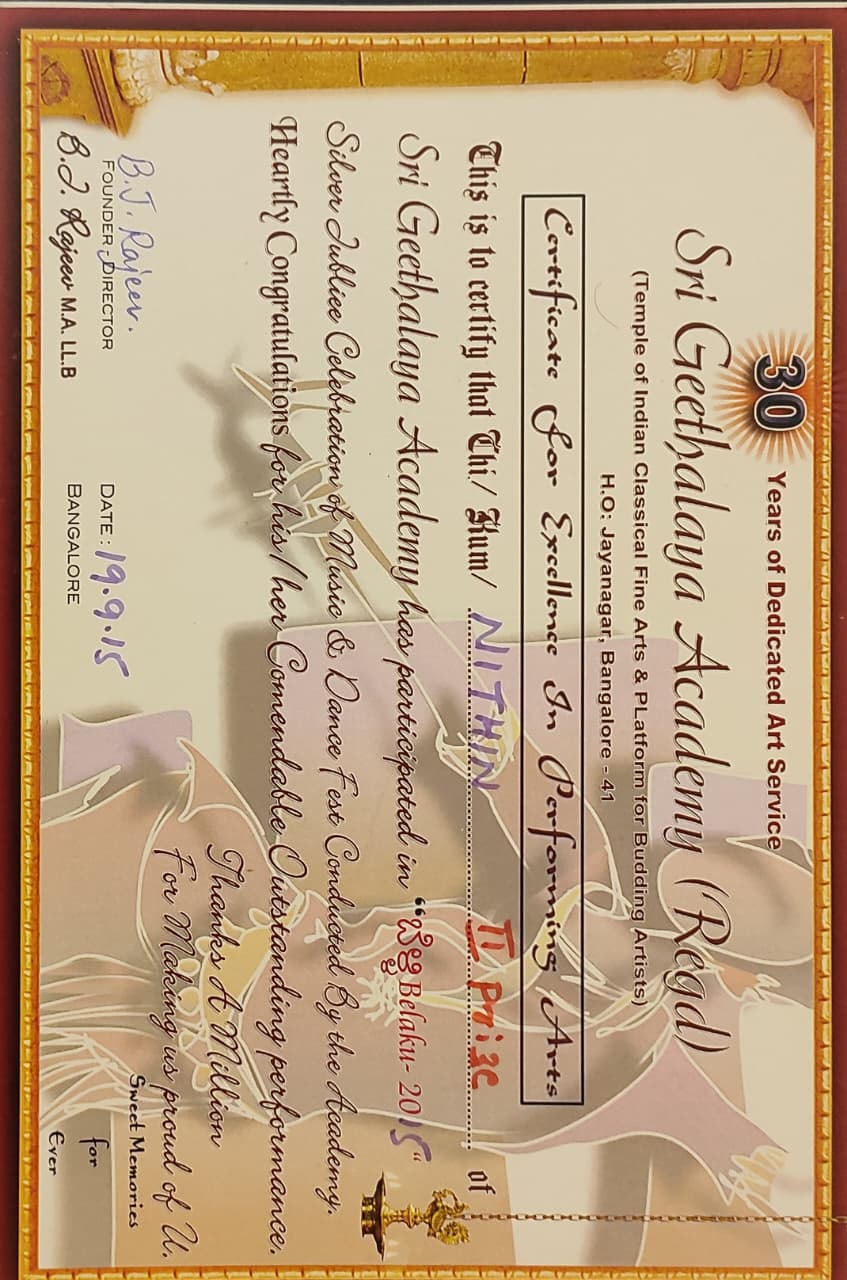 30 Years of Dedicated Art Service
Sri Geethalaya Academy (Regd)
(Temple of Indian Classical Fine Arts & PLatform for Budding Artists)
H.O: Jayanagar, Bangalore - 41
Certificate For Excellence In Performing Arts
This is to certify that Thi/ Kum/ NITHIN II Prize of
Sri Geethalaya Academy has participated in “ಬೆಳ್ಳಿ Belaku- 2015“
Silver Jubliee Celebration of Music & Dance Fest Conducted By the Academy.
Heartly Congratulations for his/her Comendable Outstanding performance.
Thanks A Million
For Making us proud of U.
Sweet Memories
for
Ever
B.J. Rajeev.
FOUNDER-DIRECTOR
B.J. Rajeev M.A. LL.B
DATE: 19.9.15
BANGALORE